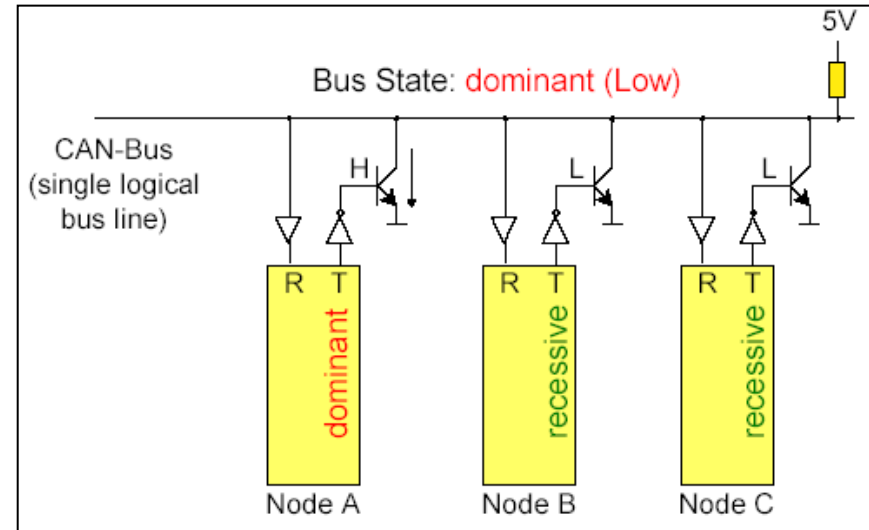 5V
Bus State: dominant (Low)
CAN-Bus
(single logical
bus line)
H
L
L
R T
R T
R T
dominant
recessive
recessive
Node A
Node B
Node C